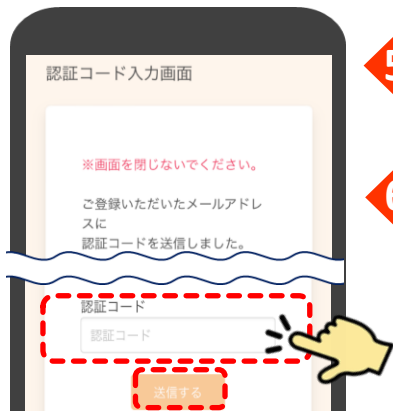 認証コード入力画面
※画面を閉じないでください。
ご登録いただいたメールアドレ
スに
認証コードを送信しました。
認証コード
認証コード
送信する